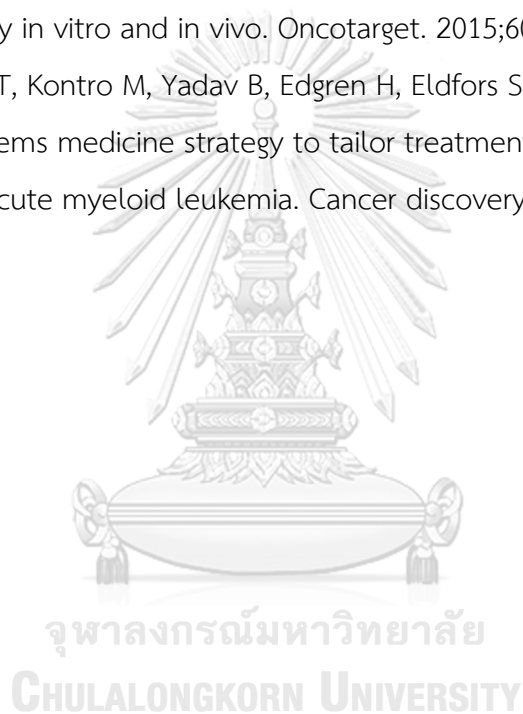 y in vitro and in vivo. Oncotarget. 2015;60
T, Kontro M, Yadav B, Edgren H, Eldfors S
ems medicine strategy to tailor treatmen
cute myeloid leukemia. Cancer discovery
จุฬาลงกรณ์มหาวิทยาลัย
CHULALONGKORN UNIVERSITY